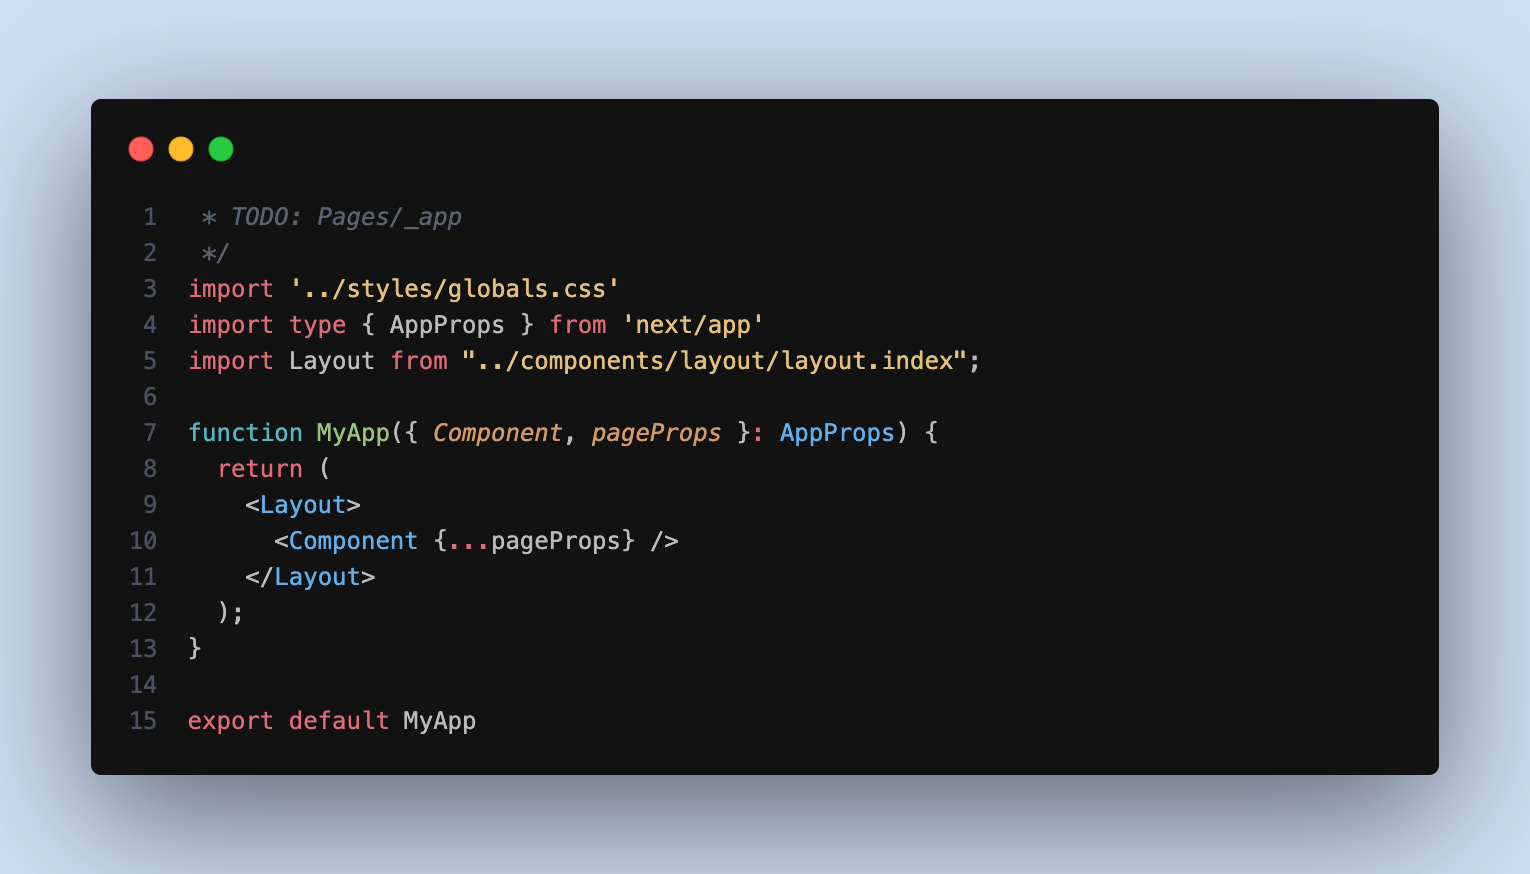 1 * TODO: Pages/_app
2 */
3 import '../styles/globals.css'
4 import type { AppProps } from 'next/app'
5 import Layout from "../components/layout/layout.index";
6
7 function MyApp({ Component, pageProps }: AppProps) {
8   return (
9     <Layout>
10       <Component {...pageProps} />
11     </Layout>
12   );
13 }
14
15 export default MyApp